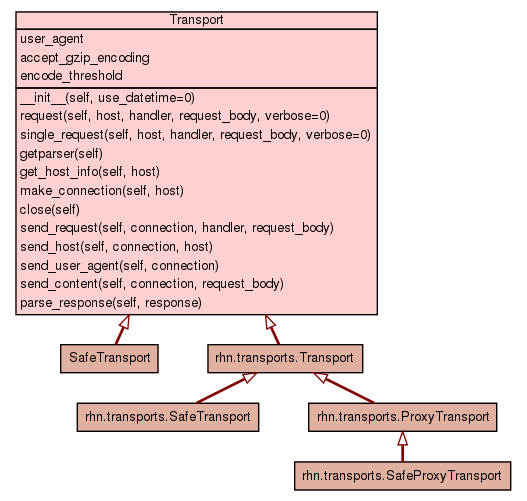 Transport
user_agent
accept_gzip_encoding
encode_threshold
__init__(self, use_datetime=0)
request(self, host, handler, request_body, verbose=0)
single_request(self, host, handler, request_body, verbose=0)
getparser(self)
get_host_info(self, host)
make_connection(self, host)
close(self)
send_request(self, connection, handler, request_body)
send_host(self, connection, host)
send_user_agent(self, connection)
send_content(self, connection, request_body)
parse_response(self, response)
SafeTransport
rhn.transports.Transport
rhn.transports.SafeTransport
rhn.transports.ProxyTransport
rhn.transports.SafeProxyTransport